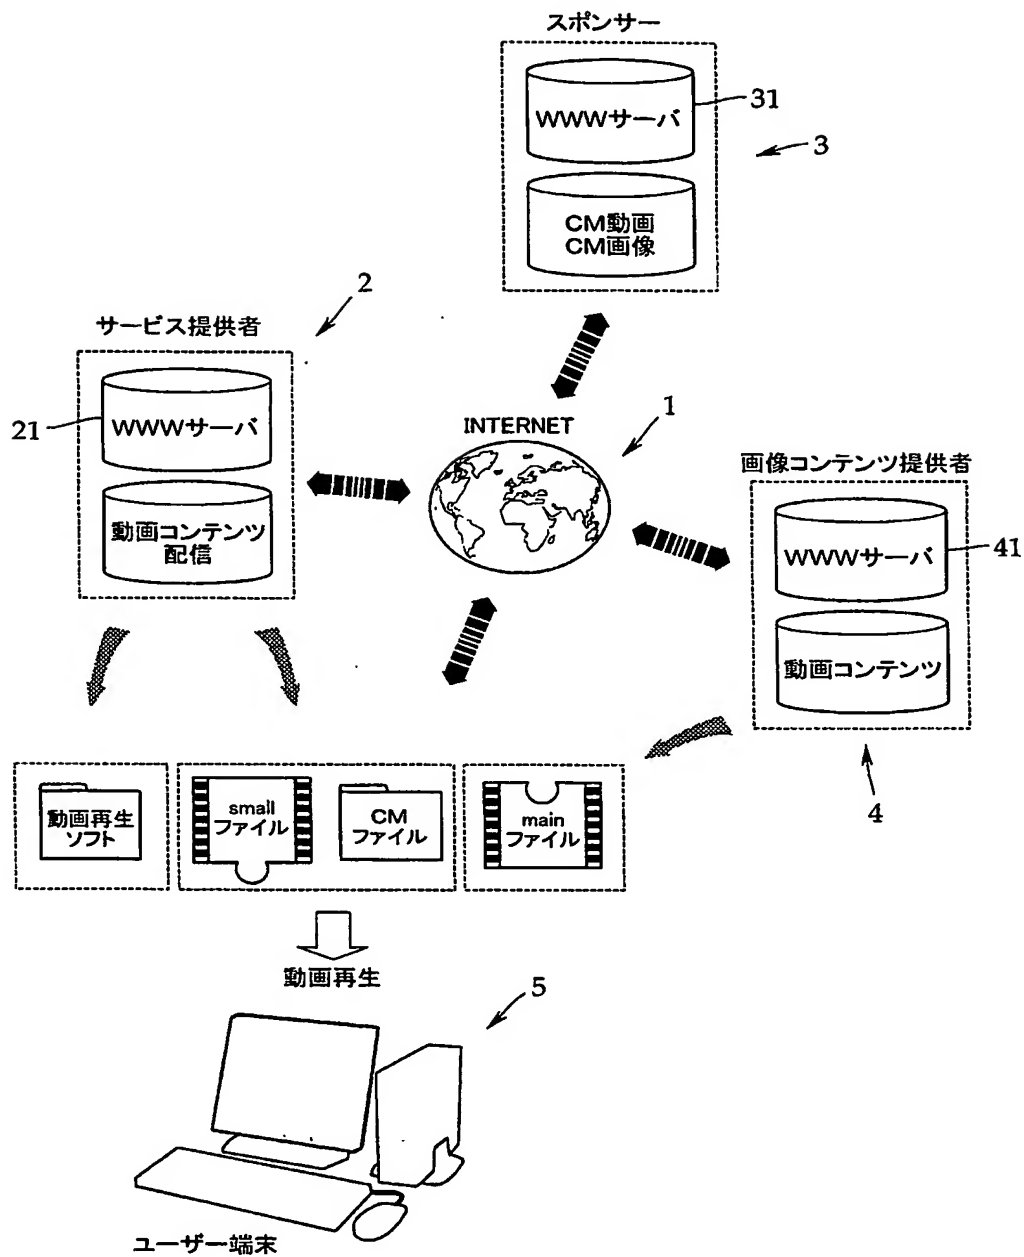 スポンサー
WWWサーバ
31
3
CM動画
CM画像
2
サービス提供者
21
WWWサーバ
動画コンテンツ
配信
INTERNET
1
画像コンテンツ提供者
WWWサーバ
41
動画コンテンツ
4
動画再生
ソフト
small
ファイル
CM
ファイル
main
ファイル
動画再生
5
ユーザー端末